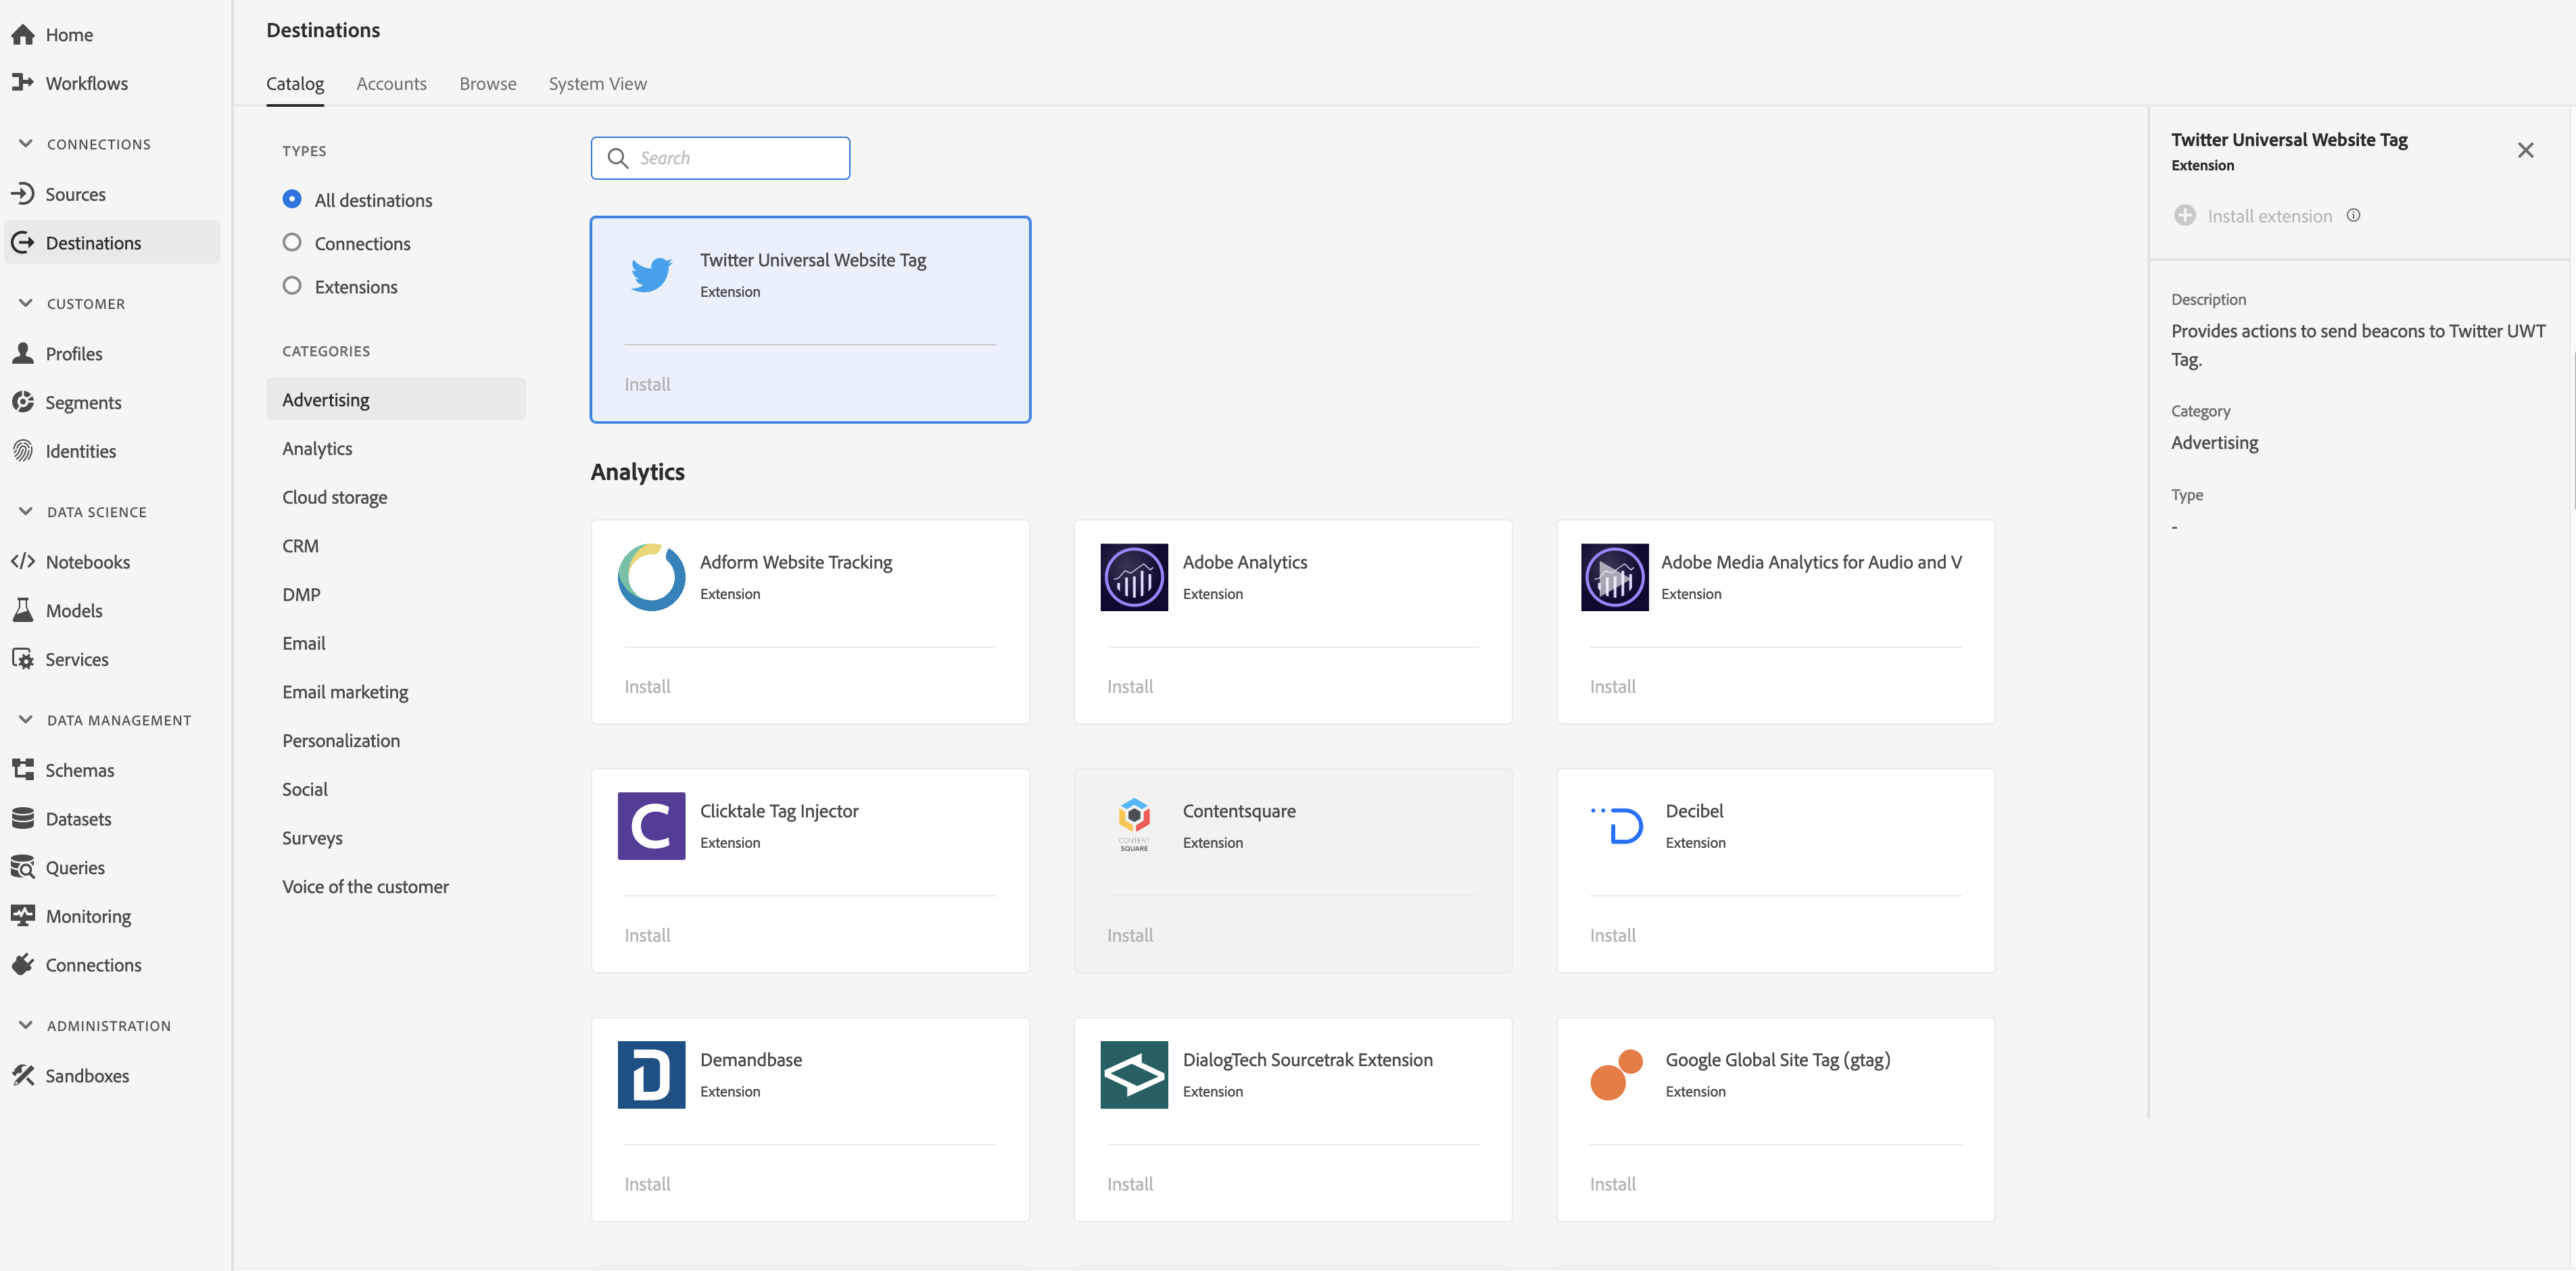 Home
Workflows
CONNECTIONS
Sources
Destinations
CUSTOMER
Profiles
Segments
Identities
DATA SCIENCE
Notebooks
Models
Services
DATA MANAGEMENT
Schemas
Datasets
Queries
Monitoring
Connections
ADMINISTRATION
Sandboxes
Destinations
Catalog Accounts Browse System View
TYPES
All destinations
Connections
Extensions
CATEGORIES
Advertising
Analytics
Cloud storage
CRM
DMP
Email
Email marketing
Personalization
Social
Surveys
Voice of the customer
Search
Twitter Universal Website Tag
Extension
Install
Analytics
Adform Website Tracking
Extension
Install
Adobe Analytics
Extension
Install
Adobe Media Analytics for Audio and V
Extension
Install
C
Clicktale Tag Injector
Extension
Install
CONTENT
SQUARE
Contentsquare
Extension
Install
Decibel
Extension
Install
Demandbase
Extension
Install
DialogTech Sourcetrak Extension
Extension
Install
Google Global Site Tag (gtag)
Extension
Install
Twitter Universal Website Tag
Extension
Install extension
Description
Provides actions to send beacons to Twitter UWT
Tag.
Category
Advertising
Type
-